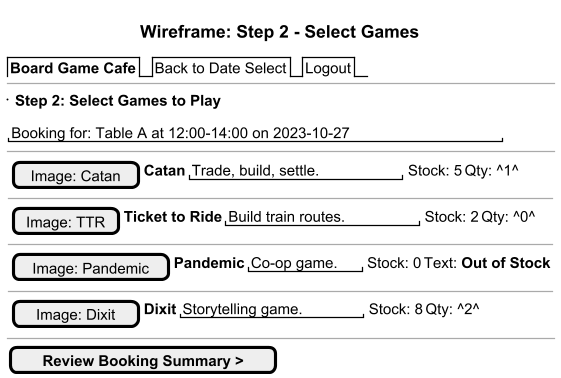 Wireframe: Step 2 - Select Games
Board Game Cafe Back to Date Select Logout
Step 2: Select Games to Play
Booking for: Table A at 12:00-14:00 on 2023-10-27
Image: Catan Catan Trade, build, settle. Stock: 5 Qty: ^1^
Image: TTR Ticket to Ride Build train routes. Stock: 2 Qty: ^0^
Image: Pandemic Pandemic Co-op game. Stock: 0 Text: Out of Stock
Image: Dixit Dixit Storytelling game. Stock: 8 Qty: ^2^
Review Booking Summary >